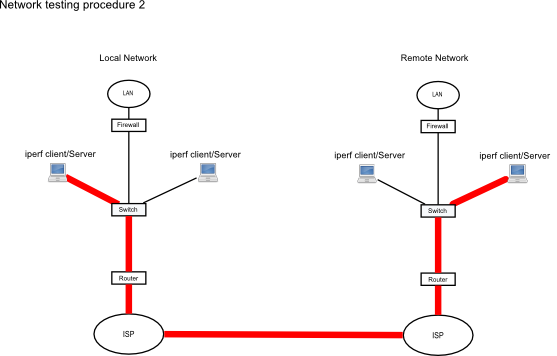 Network testing procedure 2
Local Network
Remote Network
LAN
LAN
Firewall
Firewall
iperf client/Server
iperf client/Server
iperf client/Server
iperf client/Server
Switch
Switch
Router
Router
ISP
ISP